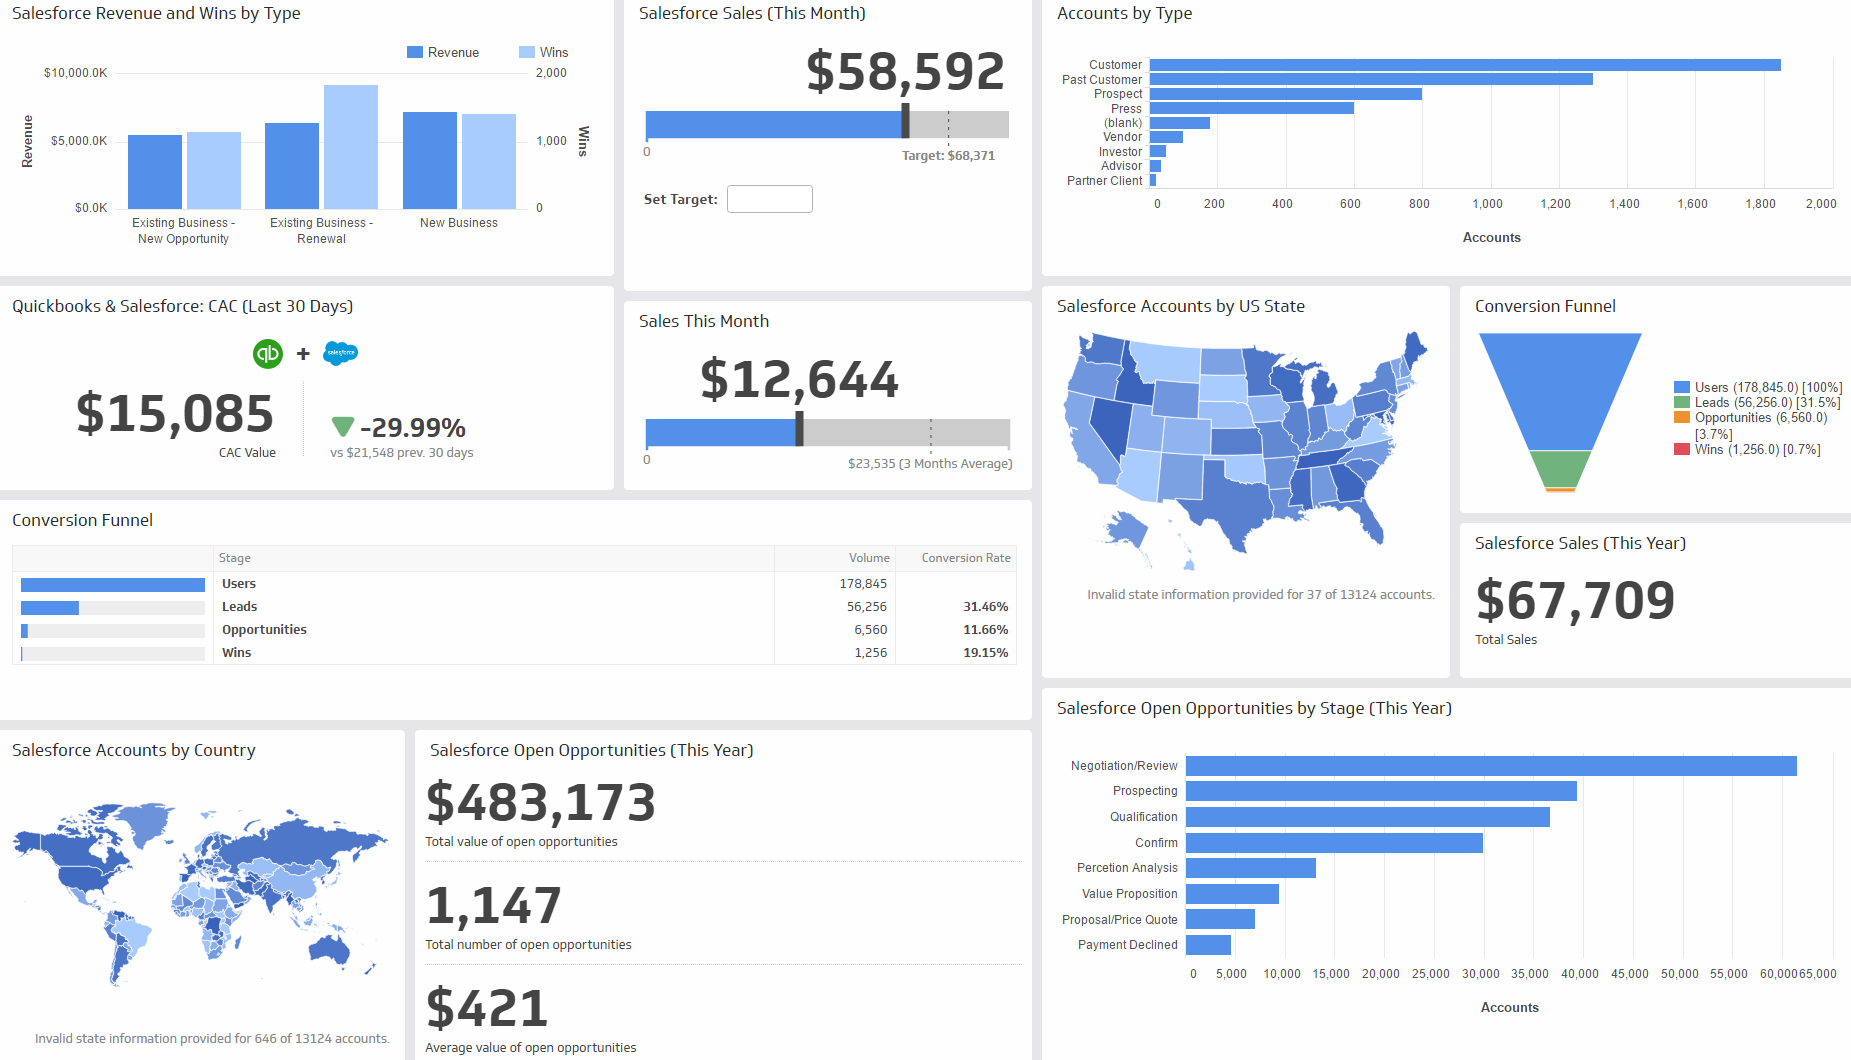 Salesforce Revenue and Wins by Type
Revenue Wins
$10,000.0K 2,000
$5,000.0K 1,000
$0.0K 0
Revenue
Wins
Existing Business - Existing Business - New Business
New Opportunity Renewal
Salesforce Sales (This Month)
$58,592
0
Target: $68,371
Set Target:
Accounts by Type
Customer
Past Customer
Prospect
Press
(blank)
Vendor
Investor
Advisor
Partner Client
0 200 400 600 800 1,000 1,200 1,400 1,600 1,800 2,000
Accounts
Quickbooks & Salesforce: CAC (Last 30 Days)
qb + salesforce
$15,085
CAC Value
-29.99%
vs $21,548 prev. 30 days
Sales This Month
$12,644
0
$23,535 (3 Months Average)
Salesforce Accounts by US State
Invalid state information provided for 37 of 13124 accounts.
Conversion Funnel
Users (178,845.0) [100%]
Leads (56,256.0) [31.5%]
Opportunities (6,560.0)
[3.7%]
Wins (1,256.0) [0.7%]
Conversion Funnel
Stage Volume Conversion Rate
Users 178,845
Leads 56,256 31.46%
Opportunities 6,560 11.66%
Wins 1,256 19.15%
Salesforce Sales (This Year)
$67,709
Total Sales
Salesforce Accounts by Country
Invalid state information provided for 646 of 13124 accounts.
Salesforce Open Opportunities (This Year)
$483,173
Total value of open opportunities
1,147
Total number of open opportunities
$421
Average value of open opportunities
Salesforce Open Opportunities by Stage (This Year)
Negotiation/Review
Prospecting
Qualification
Confirm
Percetion Analysis
Value Proposition
Proposal/Price Quote
Payment Declined
0 5,000 10,000 15,000 20,000 25,000 30,000 35,000 40,000 45,000 50,000 55,000 60,000 65,000
Accounts